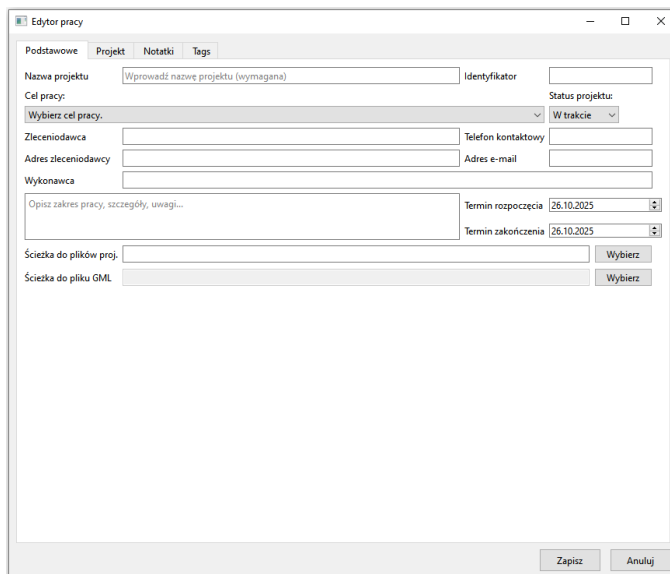 Edytor pracy
Podstawowe Projekt Notatki Tags
Nazwa projektu Wprowadź nazwę projektu (wymagana) Identyfikator
Cel pracy: Status projektu:
Wybierz cel pracy. W trakcie
Zleceniodawca Telefon kontaktowy
Adres zleceniodawcy Adres e-mail
Wykonawca
Opisz zakres pracy, szczegóły, uwagi... Termin rozpoczęcia 26.10.2025
Termin zakończenia 26.10.2025
Ścieżka do plików proj. Wybierz
Ścieżka do pliku GML Wybierz
Zapisz Anuluj